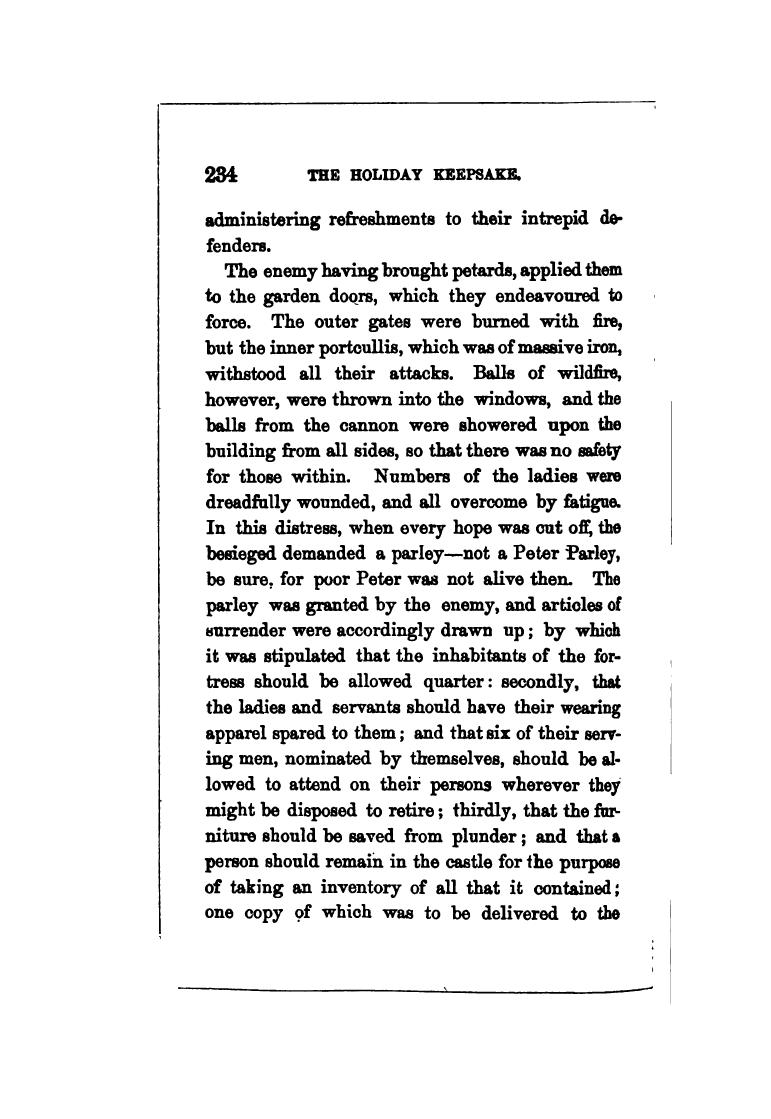 234 THE HOLIDAY KEEPSAKE.
administering refreshments to their intrepid de-
fenders.
The enemy having brought petards, applied them
to the garden doors, which they endeavoured to
force. The outer gates were burned with fire,
but the inner portcullis, which was of massive iron,
withstood all their attacks. Balls of wildfire,
however, were thrown into the windows, and the
balls from the cannon were showered upon the
building from all sides, so that there was no safety
for those within. Numbers of the ladies were
dreadfully wounded, and all overcome by fatigue.
In this distress, when every hope was cut off, the
besieged demanded a parley—not a Peter Parley,
be sure, for poor Peter was not alive then. The
parley was granted by the enemy, and articles of
surrender were accordingly drawn up; by which
it was stipulated that the inhabitants of the for-
tress should be allowed quarter: secondly, that
the ladies and servants should have their wearing
apparel spared to them; and that six of their serv-
ing men, nominated by themselves, should be al-
lowed to attend on their persons wherever they
might be disposed to retire; thirdly, that the fur-
niture should be saved from plunder; and that a
person should remain in the castle for the purpose
of taking an inventory of all that it contained;
one copy of which was to be delivered to the